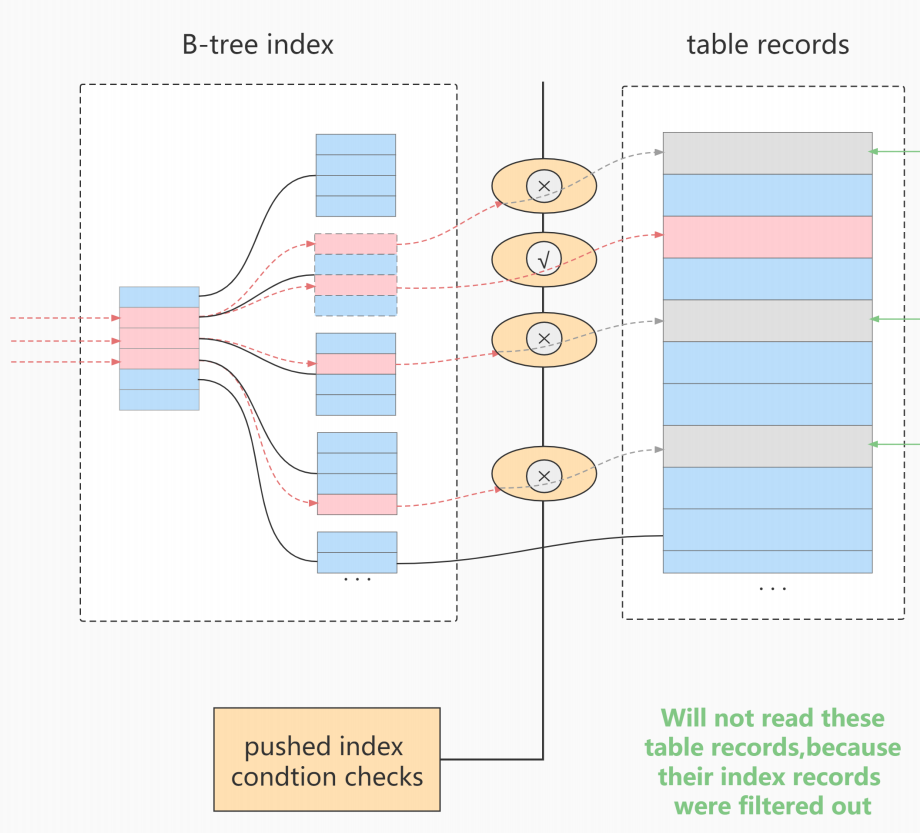 B-tree index
table records
×
√
×
×
...
...
pushed index
condtion checks
Will not read these
table records,because
their index records
were filtered out